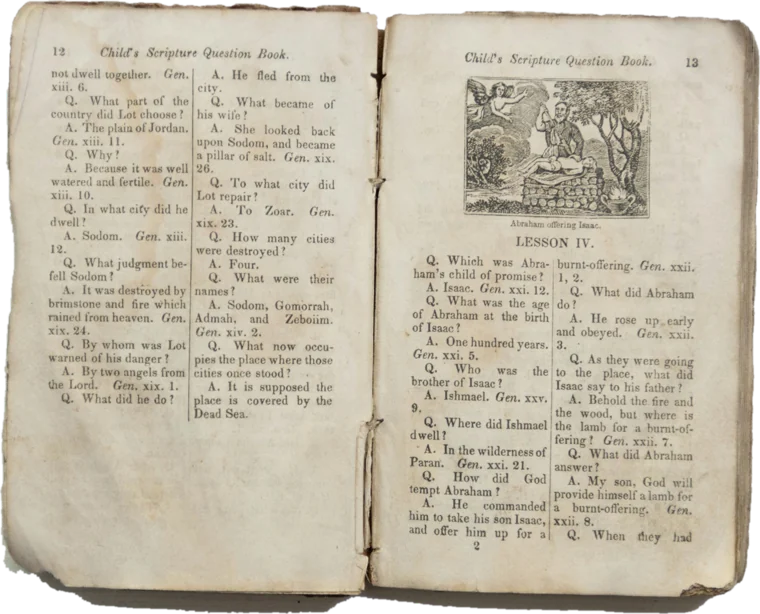 12 Child's Scripture Question Book.
not dwell together. Gen.
xiii. 6.
Q. What part of the
country did Lot choose?
A. The plain of Jordan.
Gen. xiii. 11.
Q. Why?
A. Because it was well
watered and fertile. Gen.
xiii. 10.
Q. In what city did he
dwell?
A. Sodom. Gen. xiii.
12.
Q. What judgment be-
fell Sodom?
A. It was destroyed by
brimstone and fire which
rained from heaven. Gen.
xix. 24.
Q. By whom was Lot
warned of his danger?
A. By two angels from
the Lord. Gen. xix. 1.
Q. What did he do?
A. He fled from the
city.
Q. What became of
his wife?
A. She looked back
upon Sodom, and became
a pillar of salt. Gen. xix.
26.
Q. To what city did
Lot repair?
A. To Zoar. Gen.
xix. 23.
Q. How many cities
were destroyed?
A. Four.
Q. What were their
names?
A. Sodom, Gomorrah,
Admah, and Zeboiim.
Gen. xiv. 2.
Q. What now occu-
pies the place where those
cities once stood?
A. It is supposed the
place is covered by the
Dead Sea.
Child's Scripture Question Book. 13
Abraham offering Isaac.
LESSON IV.
Q. Which was Abra-
ham's child of promise?
A. Isaac. Gen. xxi. 12.
Q. What was the age
of Abraham at the birth
of Isaac?
A. One hundred years.
Gen. xxi. 5.
Q. Who was the
brother of Isaac?
A. Ishmael. Gen. xxv.
9.
Q. Where did Ishmael
dwell?
A. In the wilderness of
Paran. Gen. xxi. 21.
Q. How did God
tempt Abraham?
A. He commanded
him to take his son Isaac,
and offer him up for a
2
burnt-offering. Gen. xxii.
1, 2.
Q. What did Abraham
do?
A. He rose up early
and obeyed. Gen. xxii.
3.
Q. As they were going
to the place, what did
Isaac say to his father?
A. Behold the fire and
the wood, but where is
the lamb for a burnt-of-
fering? Gen. xxii. 7.
Q. What did Abraham
answer?
A. My son, God will
provide himself a lamb for
a burnt-offering. Gen.
xxii. 8.
Q. When they had